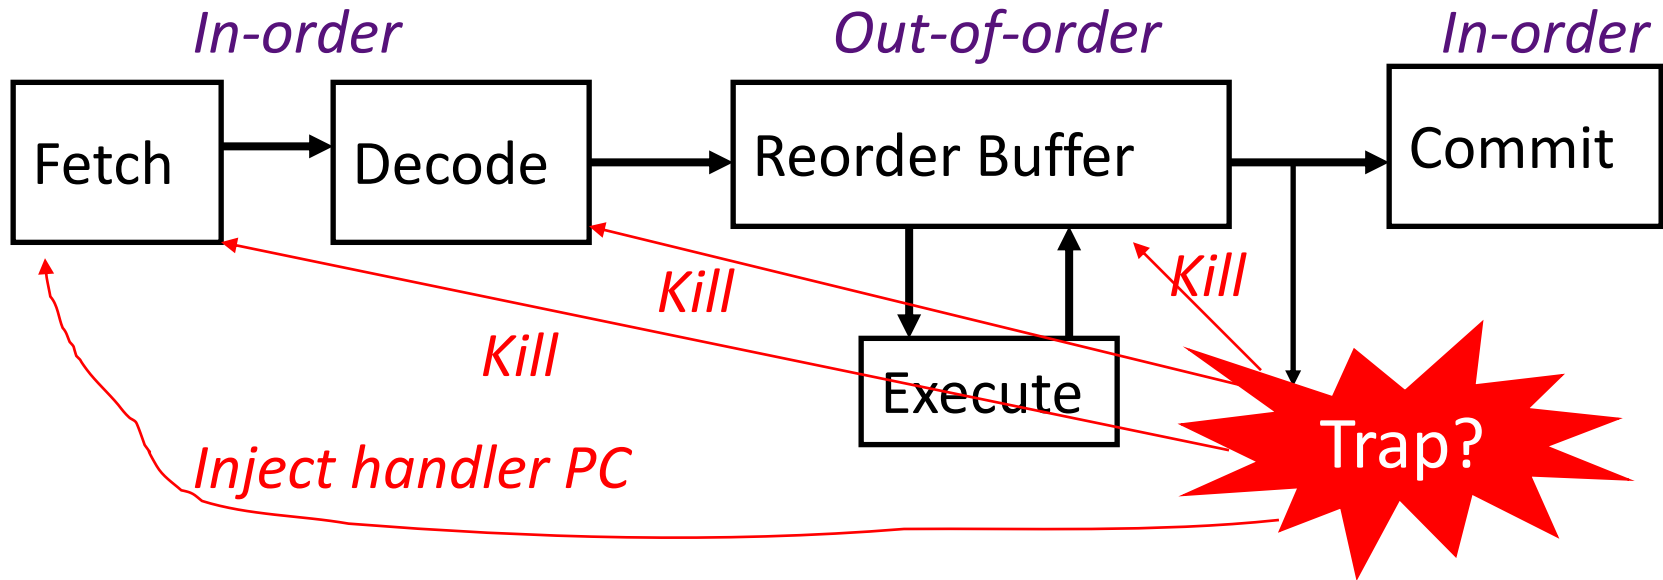 In-order
Out-of-order
In-order
Fetch
Decode
Reorder Buffer
Commit
Kill
Kill
Kill
Execute
Trap?
Inject handler PC